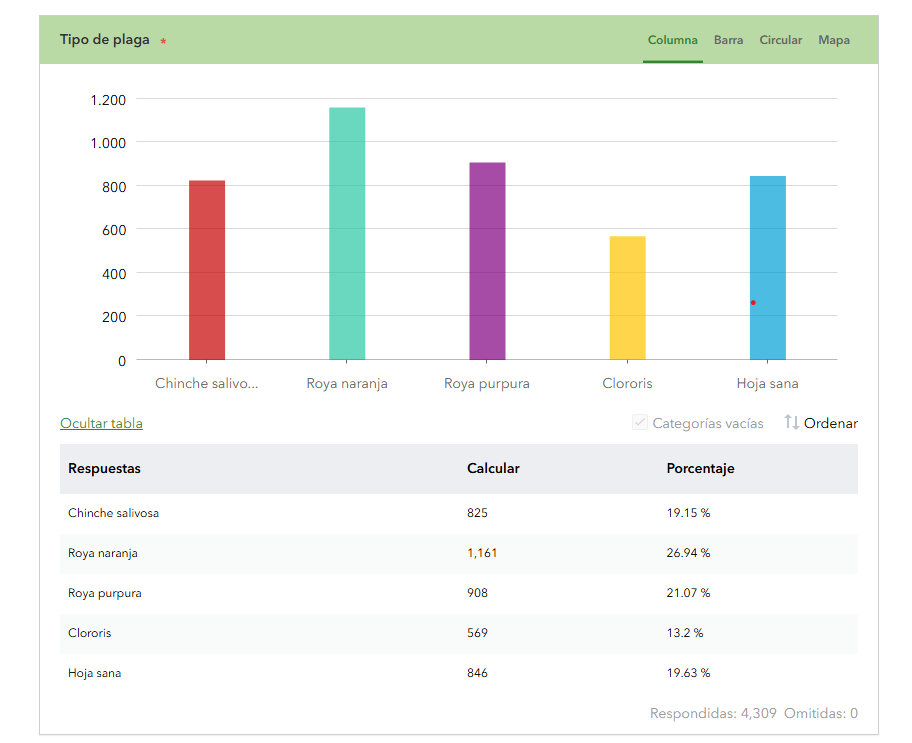 Tipo de plaga *
Columna Barra Circular Mapa
1.200
1.000
800
600
400
200
0
Chinche salivo... Roya naranja Roya purpura Clororis Hoja sana
Ocultar tabla Categorías vacías Ordenar
Respuestas Calcular Porcentaje
Chinche salivosa 825 19.15 %
Roya naranja 1,161 26.94 %
Roya purpura 908 21.07 %
Clororis 569 13.2 %
Hoja sana 846 19.63 %
Respondidas: 4,309 Omitidas: 0